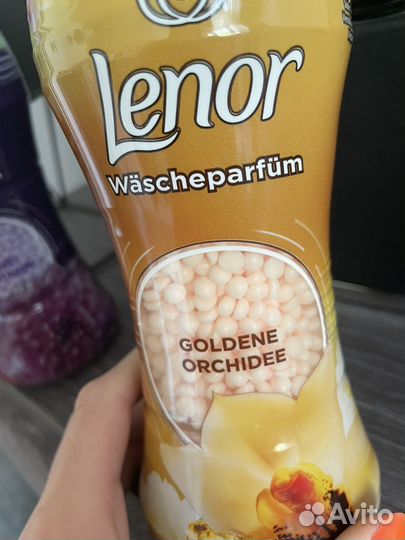 Lenor
Wäscheparfüm
GOLDENE
ORCHIDEE
Avito